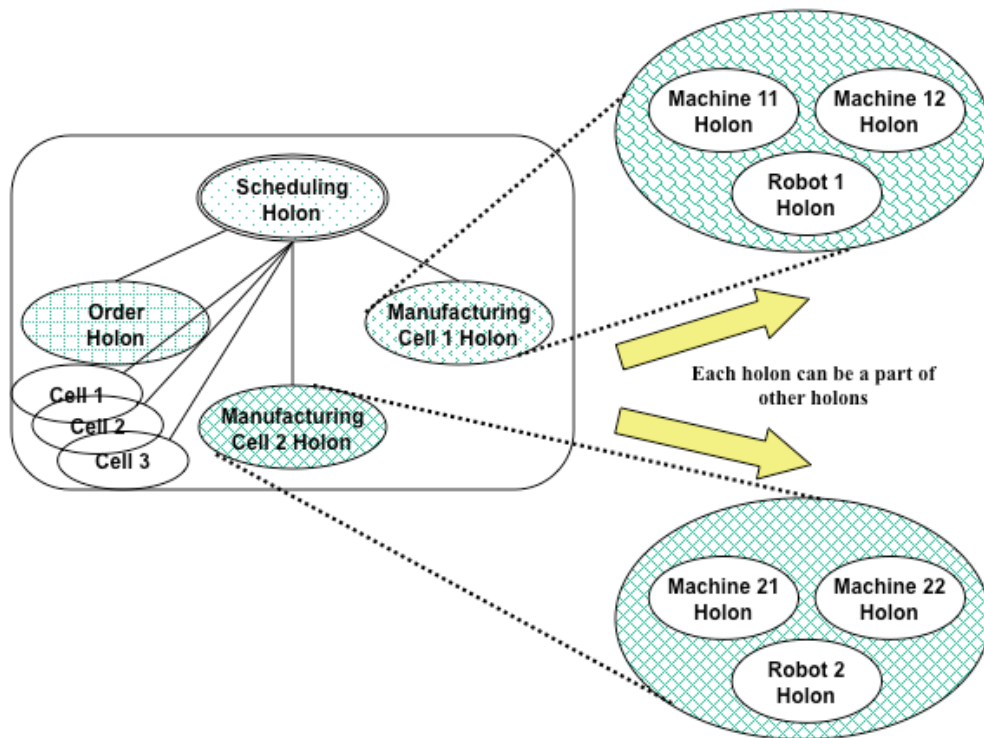 Scheduling
Holon
Order
Holon
Manufacturing
Cell 1 Holon
Cell 1
Cell 2
Cell 3
Manufacturing
Cell 2 Holon
Machine 11
Holon
Machine 12
Holon
Robot 1
Holon
Each holon can be a part of
other holons
Machine 21
Holon
Machine 22
Holon
Robot 2
Holon